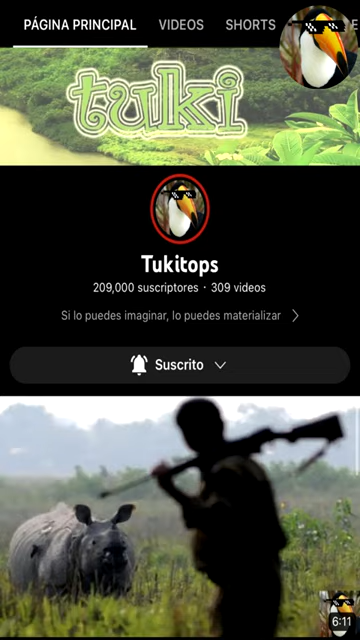 PÁGINA PRINCIPAL VIDEOS SHORTS
tuki
Tukitops
209,000 suscriptores · 309 videos
Si lo puedes imaginar, lo puedes materializar
Suscrito
6:11